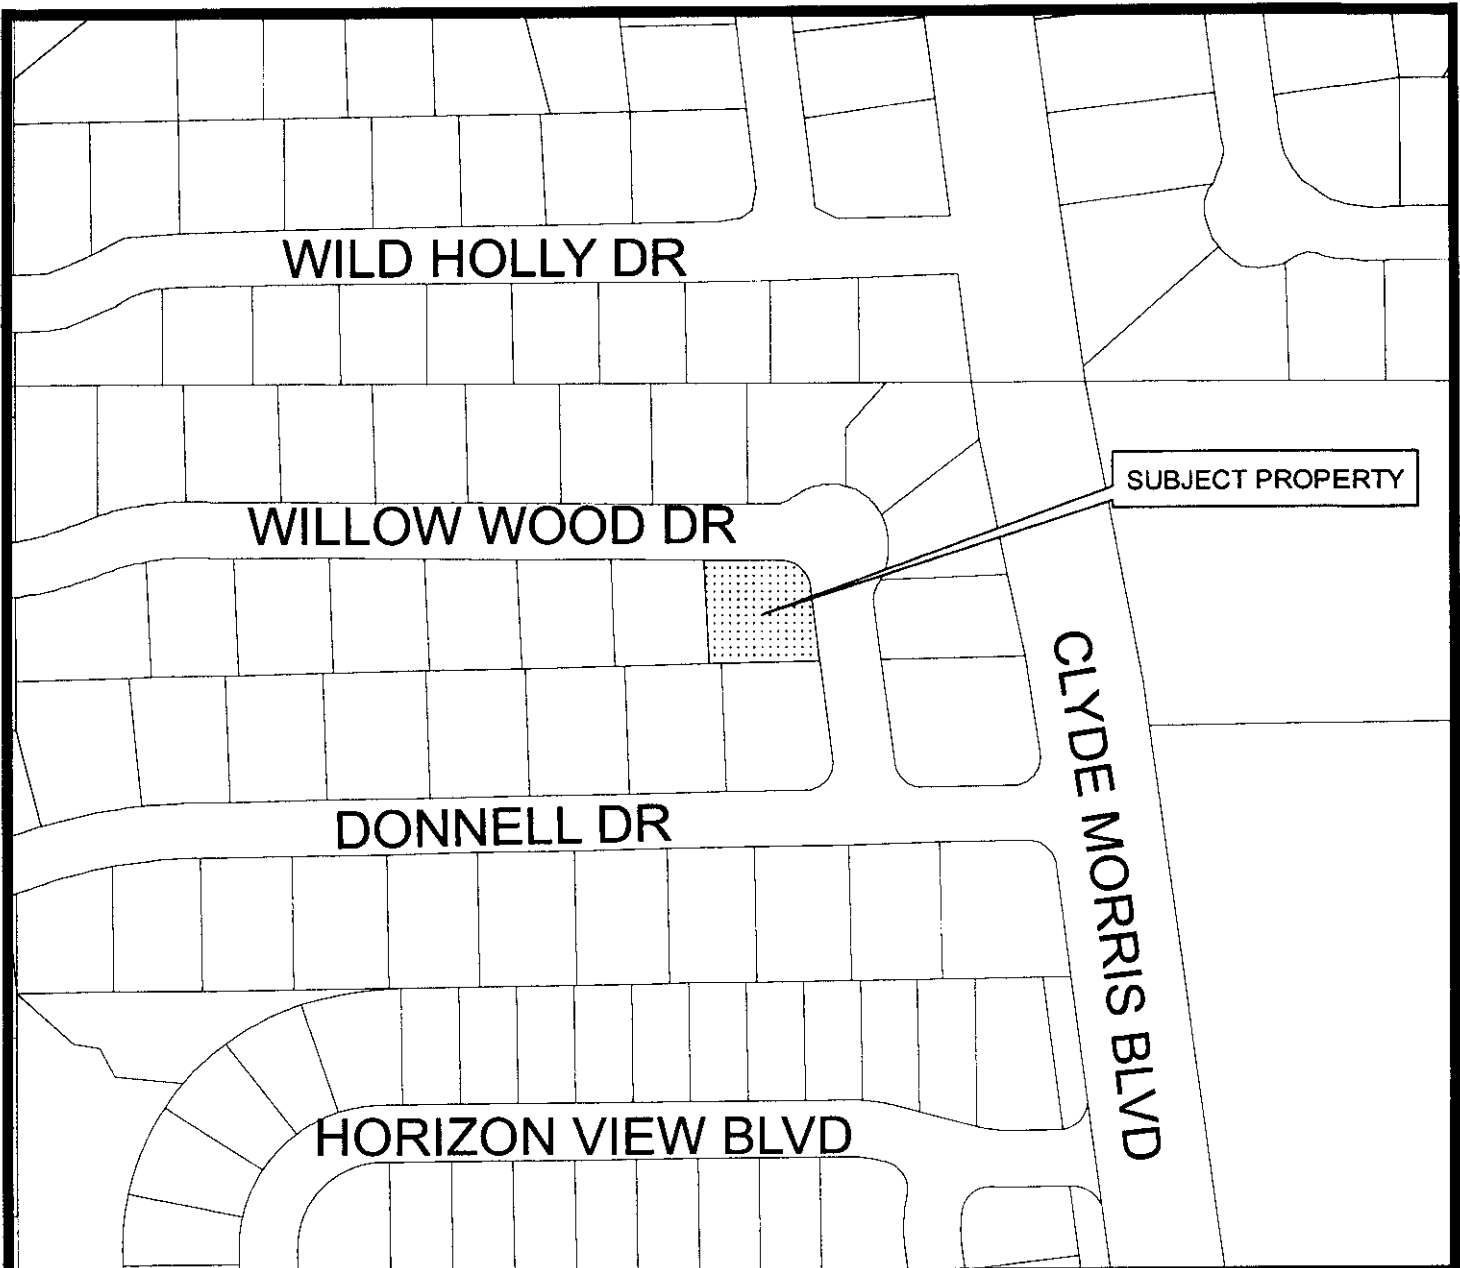 WILD HOLLY DR
SUBJECT PROPERTY
WILLOW WOOD DR
CLYDE MORRIS BLVD
DONNELL DR
HORIZON VIEW BLVD